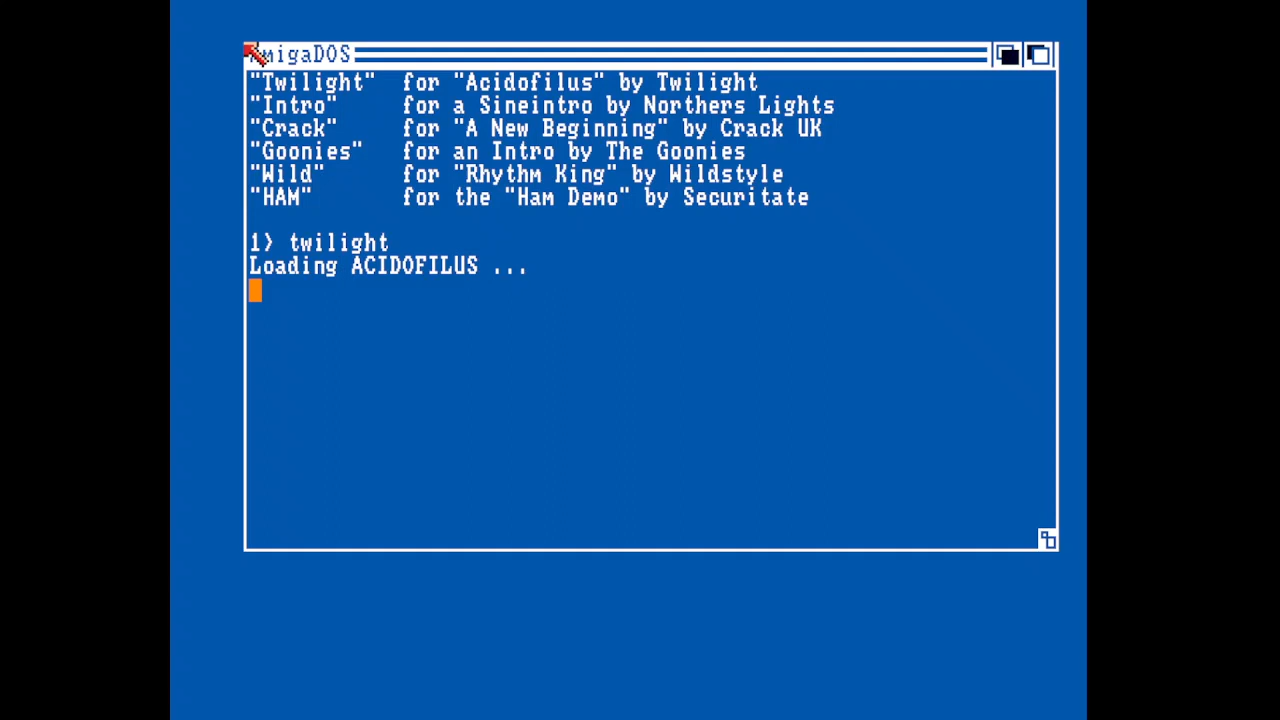 AmigaDOS
"Twilight" for "Acidofilus" by Twilight
"Intro" for a Sineintro by Northers Lights
"Crack" for "A New Beginning" by Crack UK
"Goonies" for an Intro by The Goonies
"Wild" for "Rhythm King" by Wildstyle
"HAM" for the "Ham Demo" by Securitate
1> twilight
Loading ACIDOFILUS ...